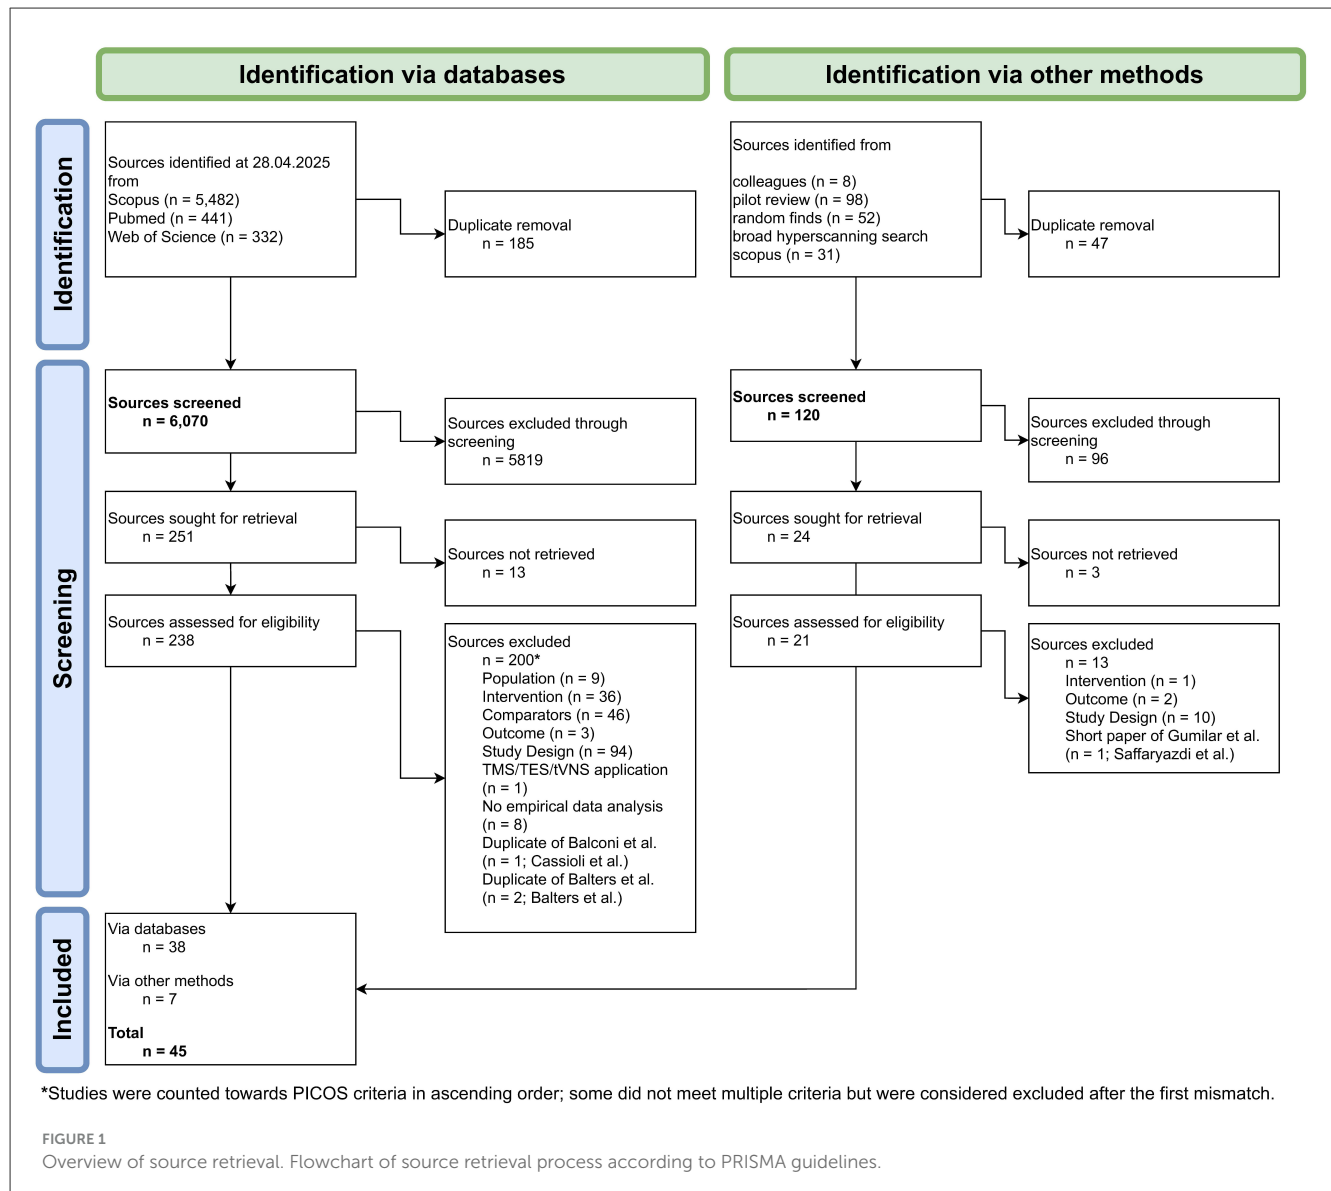 Identification via databases
Identification via other methods
Identification
Sources identified at 28.04.2025
from
Scopus (n = 5,482)
Pubmed (n = 441)
Web of Science (n = 332)
Duplicate removal
n = 185
Sources identified from
colleagues (n = 8)
pilot review (n = 98)
random finds (n = 52)
broad hyperscanning search
scopus (n = 31)
Duplicate removal
n = 47
Screening
Sources screened
n = 6,070
Sources excluded through
screening
n = 5819
Sources sought for retrieval
n = 251
Sources not retrieved
n = 13
Sources assessed for eligibility
n = 238
Sources excluded
n = 200*
Population (n = 9)
Intervention (n = 36)
Comparators (n = 46)
Outcome (n = 3)
Study Design (n = 94)
TMS/TES/tVNS application
(n = 1)
No empirical data analysis
(n = 8)
Duplicate of Balconi et al.
(n = 1; Cassioli et al.)
Duplicate of Balters et al.
(n = 2; Balters et al.)
Sources screened
n = 120
Sources excluded through
screening
n = 96
Sources sought for retrieval
n = 24
Sources not retrieved
n = 3
Sources assessed for eligibility
n = 21
Sources excluded
n = 13
Intervention (n = 1)
Outcome (n = 2)
Study Design (n = 10)
Short paper of Gumilar et al.
(n = 1; Saffaryazdi et al.)
Included
Via databases
n = 38
Via other methods
n = 7
Total
n = 45
*Studies were counted towards PICOS criteria in ascending order; some did not meet multiple criteria but were considered excluded after the first mismatch.
FIGURE 1
Overview of source retrieval. Flowchart of source retrieval process according to PRISMA guidelines.